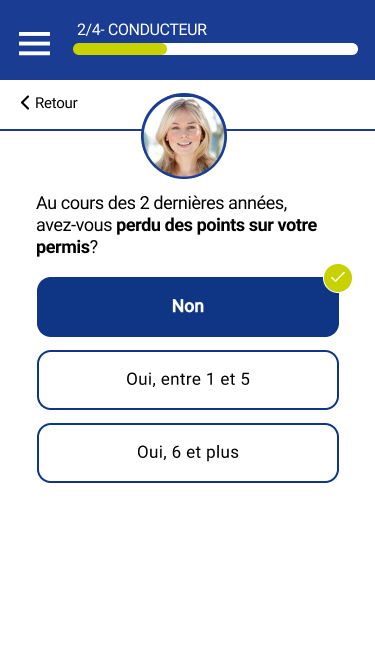 2/4- CONDUCTEUR
Retour
Au cours des 2 dernières années,
avez-vous perdu des points sur votre
permis?
Non
Oui, entre 1 et 5
Oui, 6 et plus